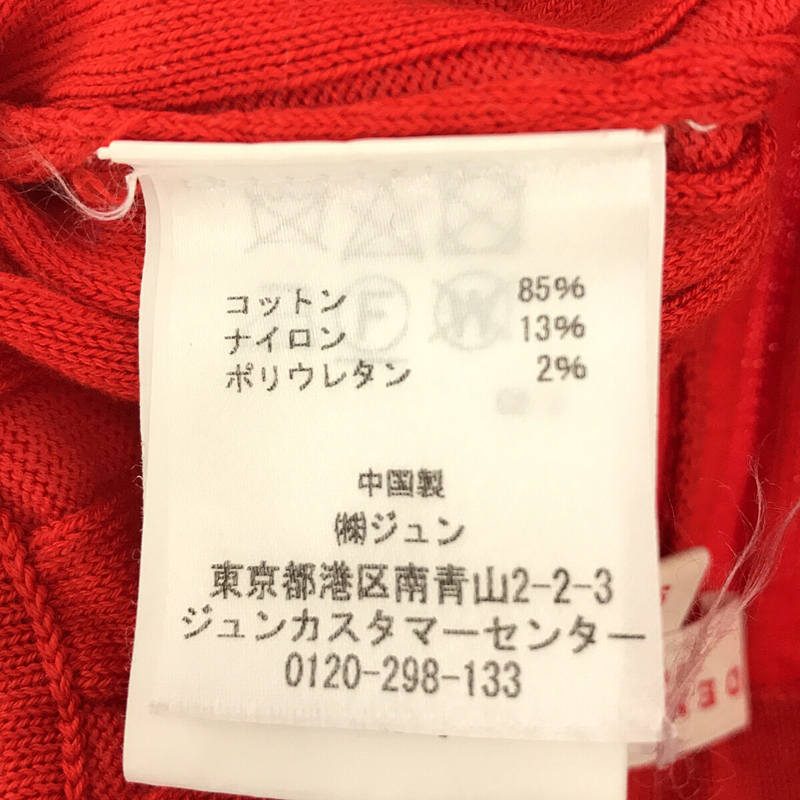 コットン 85%
ナイロン 13%
ポリウレタン 2%
中国製
㈱ジュン
東京都港区南青山2-2-3
ジュンカスタマーセンター
0120-298-133
F
W